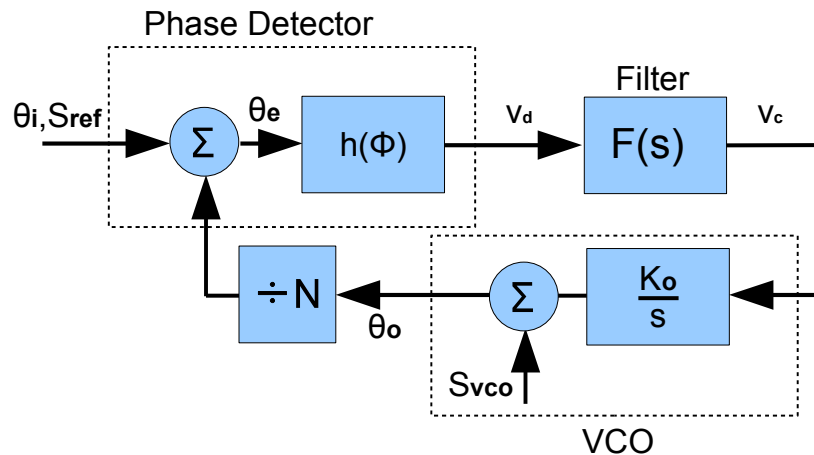 Phase Detector
Filter
θi,Sref
θe
Σ
h(Φ)
vd
F(s)
vc
÷N
θo
Σ
Ko
s
Svco
VCO